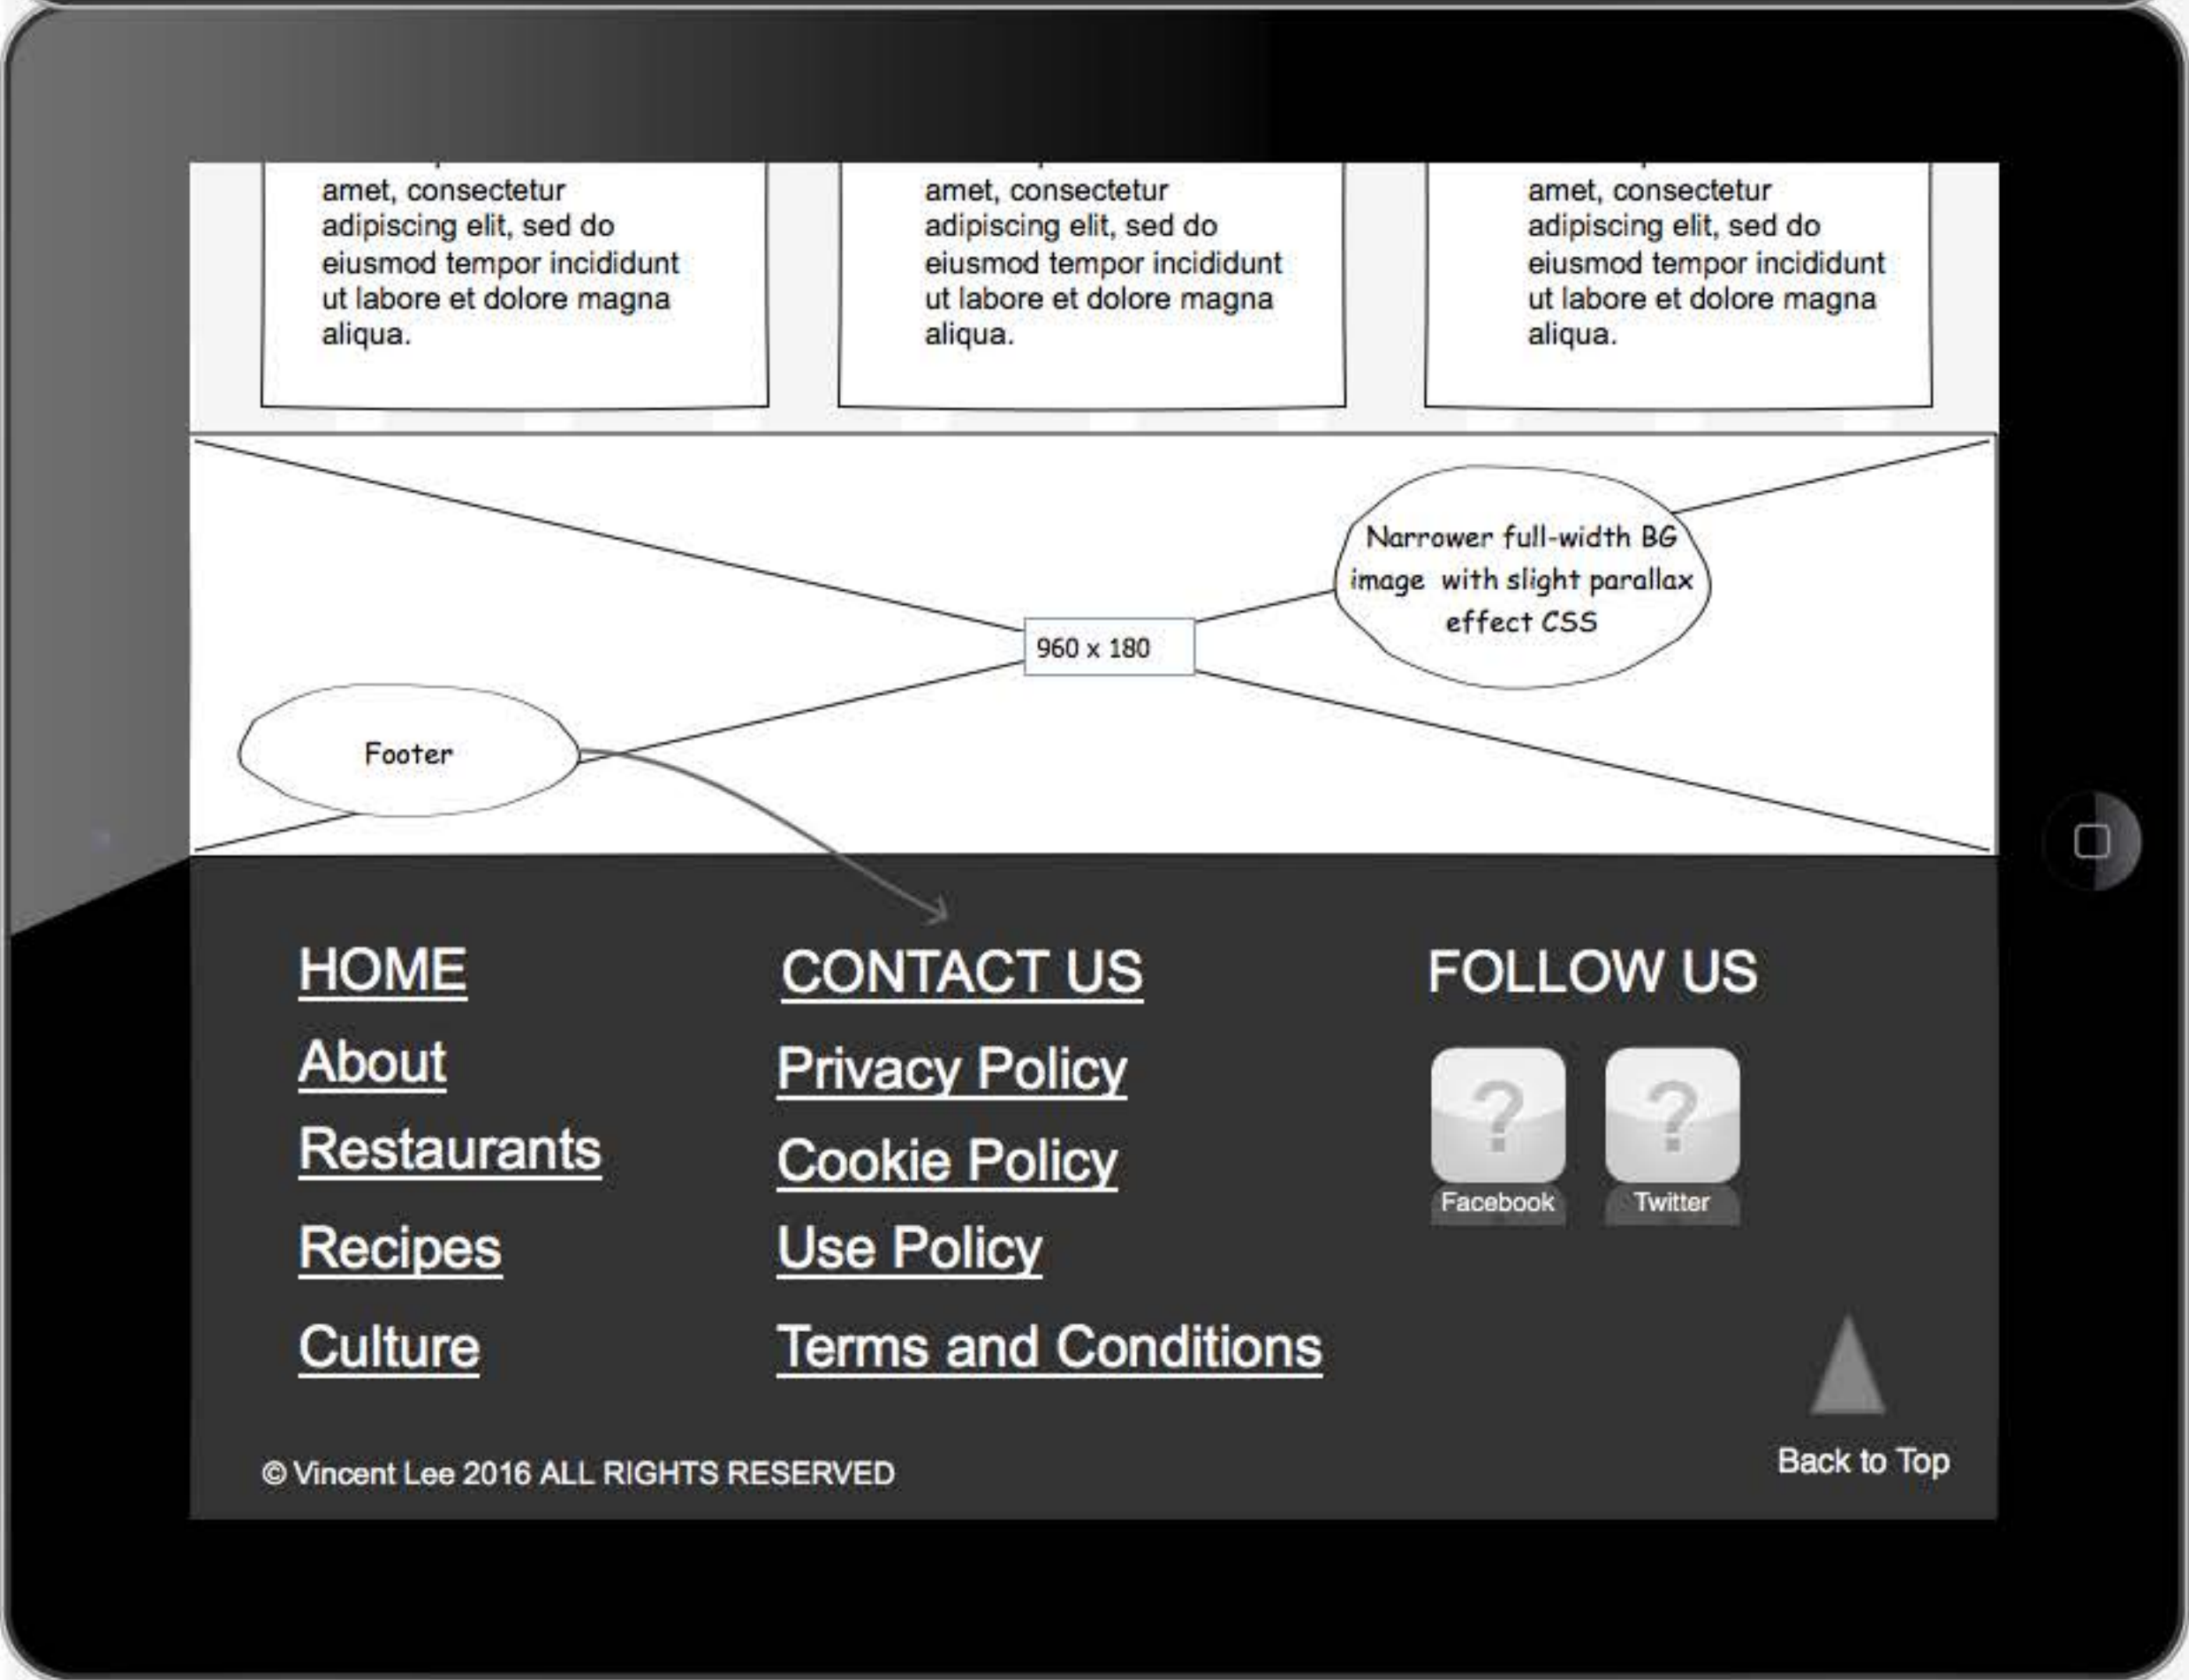 amet, consectetur
adipiscing elit, sed do
eiusmod tempor incididunt
ut labore et dolore magna
aliqua.
amet, consectetur
adipiscing elit, sed do
eiusmod tempor incididunt
ut labore et dolore magna
aliqua.
amet, consectetur
adipiscing elit, sed do
eiusmod tempor incididunt
ut labore et dolore magna
aliqua.
Narrower full-width BG
image with slight parallax
effect CSS
960 x 180
Footer
HOME
About
Restaurants
Recipes
Culture
CONTACT US
Privacy Policy
Cookie Policy
Use Policy
Terms and Conditions
FOLLOW US
?
Facebook
?
Twitter
Back to Top
© Vincent Lee 2016 ALL RIGHTS RESERVED